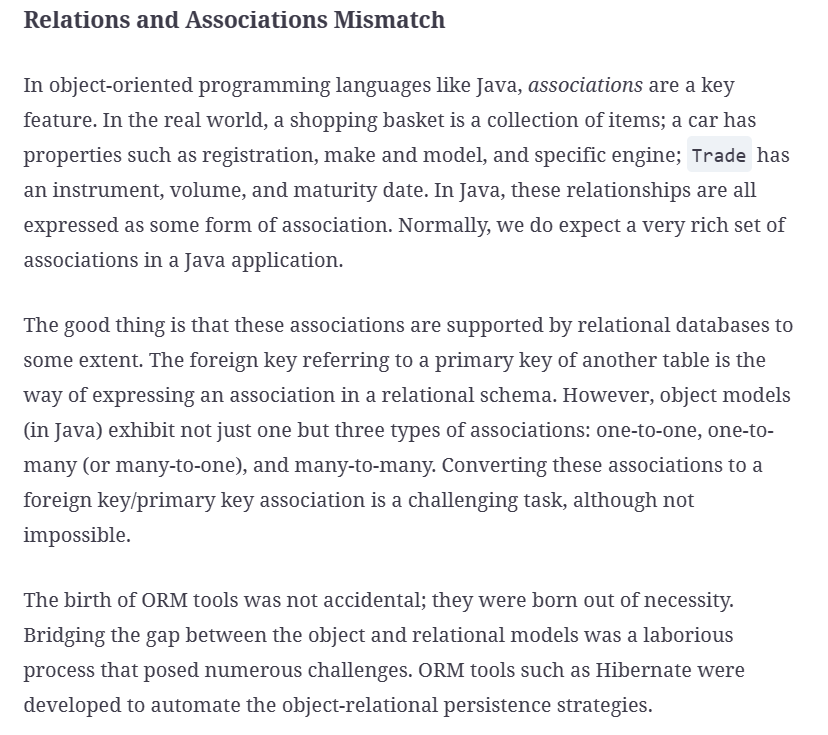 Relations and Associations Mismatch
In object-oriented programming languages like Java, associations are a key
feature. In the real world, a shopping basket is a collection of items; a car has
properties such as registration, make and model, and specific engine; Trade has
an instrument, volume, and maturity date. In Java, these relationships are all
expressed as some form of association. Normally, we do expect a very rich set of
associations in a Java application.
The good thing is that these associations are supported by relational databases to
some extent. The foreign key referring to a primary key of another table is the
way of expressing an association in a relational schema. However, object models
(in Java) exhibit not just one but three types of associations: one-to-one, one-to-
many (or many-to-one), and many-to-many. Converting these associations to a
foreign key/primary key association is a challenging task, although not
impossible.
The birth of ORM tools was not accidental; they were born out of necessity.
Bridging the gap between the object and relational models was a laborious
process that posed numerous challenges. ORM tools such as Hibernate were
developed to automate the object-relational persistence strategies.